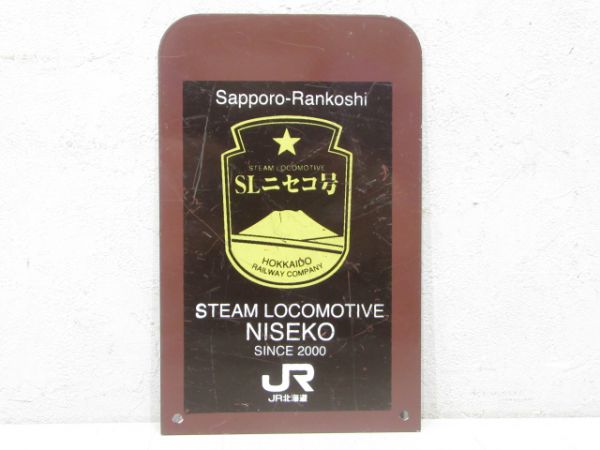 Sapporo-Rankoshi
STEAM LOCOMOTIVE
SLニセコ号
HOKKAIDO
RAILWAY COMPANY
STEAM LOCOMOTIVE
NISEKO
SINCE 2000
JR
JR北海道